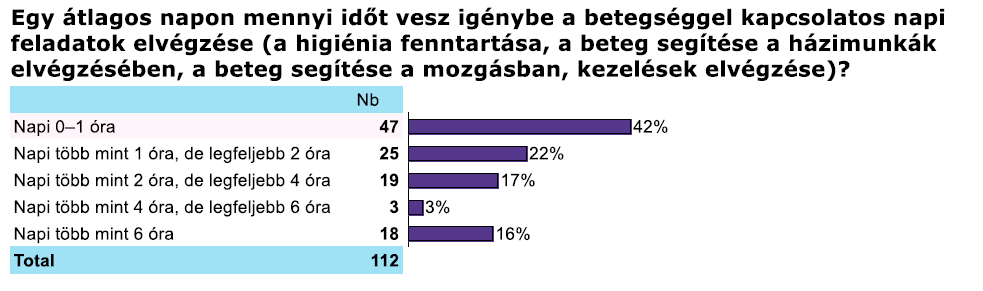 Egy átlagos napon mennyi időt vesz igénybe a betegséggel kapcsolatos napi
feladatok elvégzése (a higiénia fenntartása, a beteg segítése a házimunkák
elvégzésében, a beteg segítése a mozgásban, kezelések elvégzése)?
Nb
Napi 0–1 óra 47 42%
Napi több mint 1 óra, de legfeljebb 2 óra 25 22%
Napi több mint 2 óra, de legfeljebb 4 óra 19 17%
Napi több mint 4 óra, de legfeljebb 6 óra 3 3%
Napi több mint 6 óra 18 16%
Total 112